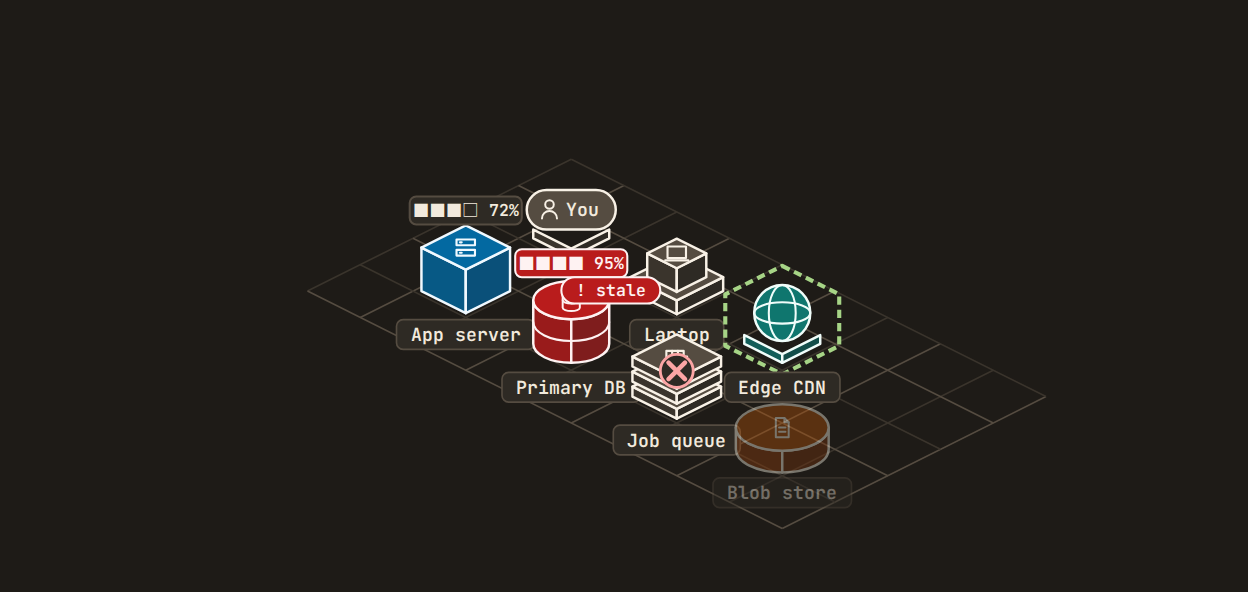 72%
You
95%
! stale
App server
Laptop
Primary DB
Edge CDN
Job queue
Blob store